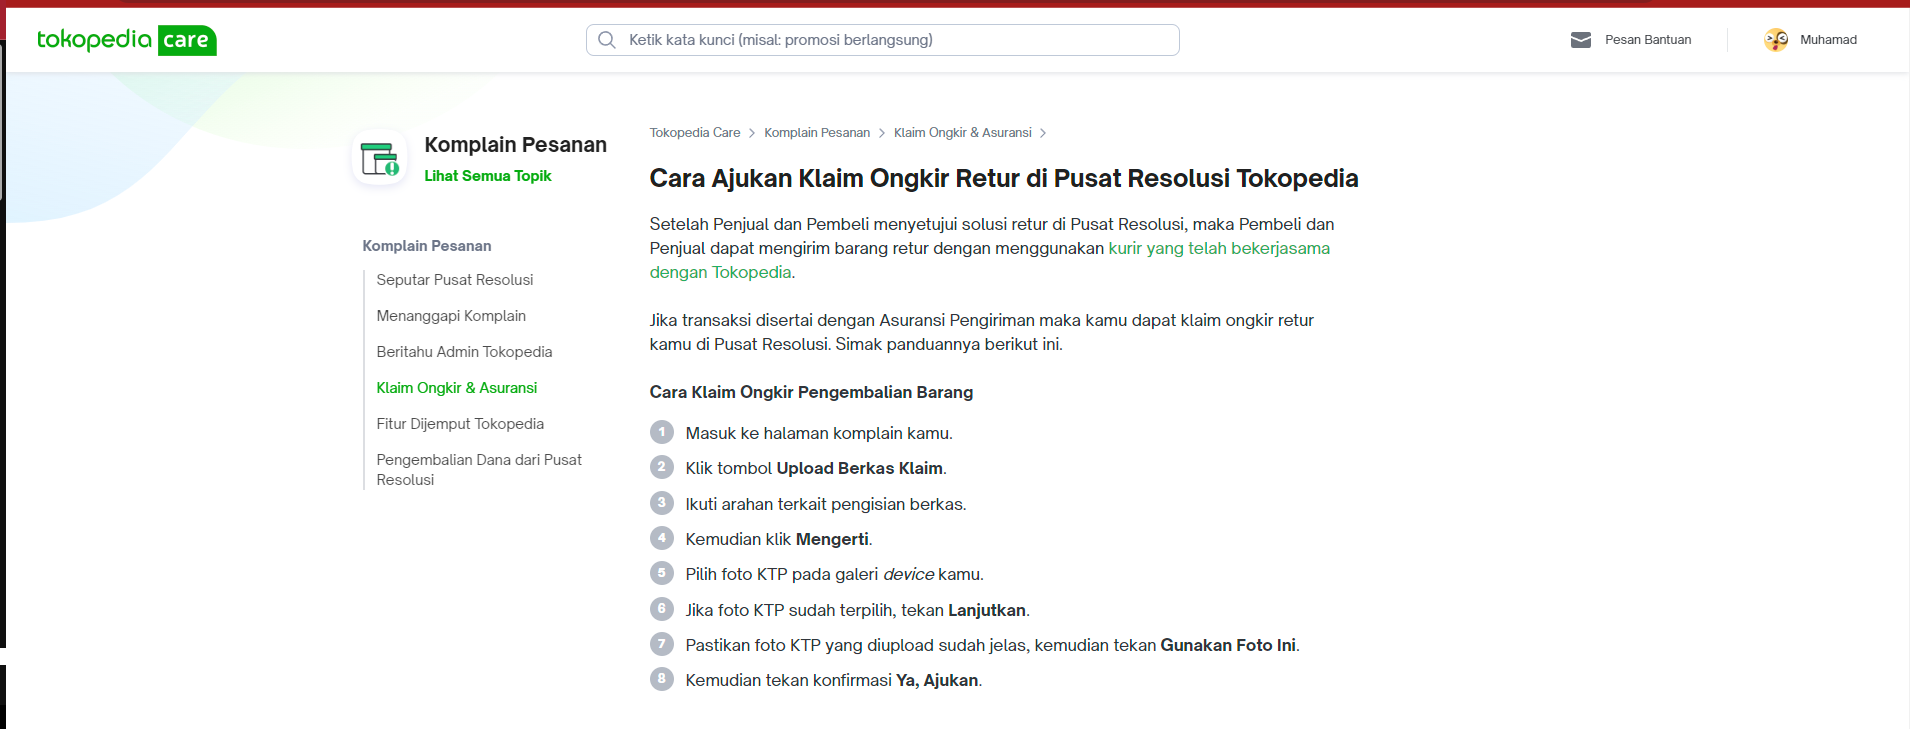 tokopedia care
Ketik kata kunci (misal: promosi berlangsung)
Pesan Bantuan
Muhamad
Komplain Pesanan
Lihat Semua Topik
Komplain Pesanan
Seputar Pusat Resolusi
Menanggapi Komplain
Beritahu Admin Tokopedia
Klaim Ongkir & Asuransi
Fitur Dijemput Tokopedia
Pengembalian Dana dari Pusat
Resolusi
Tokopedia Care > Komplain Pesanan > Klaim Ongkir & Asuransi >
Cara Ajukan Klaim Ongkir Retur di Pusat Resolusi Tokopedia
Setelah Penjual dan Pembeli menyetujui solusi retur di Pusat Resolusi, maka Pembeli dan
Penjual dapat mengirim barang retur dengan menggunakan kurir yang telah bekerjasama
dengan Tokopedia.
Jika transaksi disertai dengan Asuransi Pengiriman maka kamu dapat klaim ongkir retur
kamu di Pusat Resolusi. Simak panduannya berikut ini.
Cara Klaim Ongkir Pengembalian Barang
1 Masuk ke halaman komplain kamu.
2 Klik tombol Upload Berkas Klaim.
3 Ikuti arahan terkait pengisian berkas.
4 Kemudian klik Mengerti.
5 Pilih foto KTP pada galeri device kamu.
6 Jika foto KTP sudah terpilih, tekan Lanjutkan.
7 Pastikan foto KTP yang diupload sudah jelas, kemudian tekan Gunakan Foto Ini.
8 Kemudian tekan konfirmasi Ya, Ajukan.